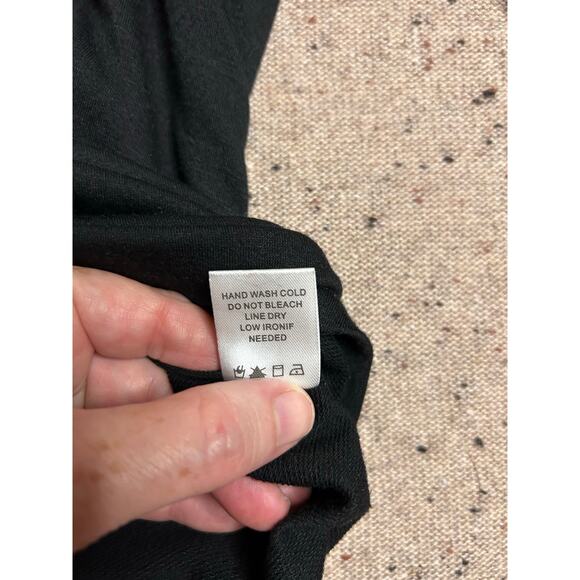 HAND WASH COLD
DO NOT BLEACH
LINE DRY
LOW IRONIF
NEEDED